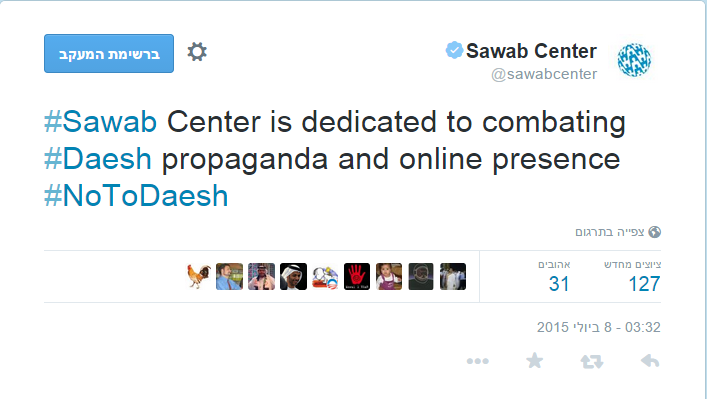 ברשימת המעקב
Sawab Center
@sawabcenter
#Sawab Center is dedicated to combating
#Daesh propaganda and online presence
#NoToDaesh
צפייה בתרגום
ציוצים מחדש
127
אהובים
31
03:32 - 8 ביולי 2015